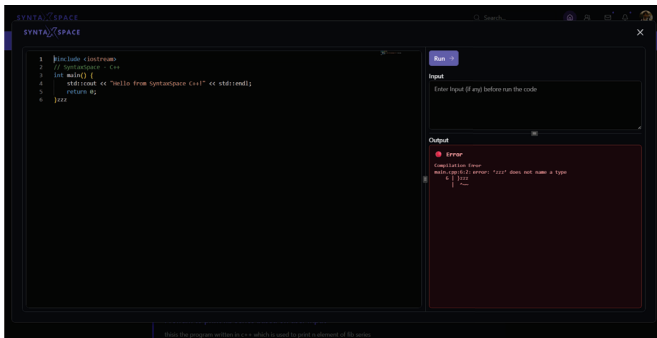 SYNTAXSPACE
Search...
SYNTAXSPACE
1 #include <iostream>
2 // SyntaxSpace - C++
3 int main() {
4 std::cout << "Hello from SyntaxSpace C++!" << std::endl;
5 return 0;
6 }zzz
Run
Input
Enter Input (if any) before run the code
Output
Error
Compilation Error
main.cpp:6:2: error: 'zzz' does not name a type
6 | }zzz
| ^~~
Below the program written in c++ which is used to print n element of fib series